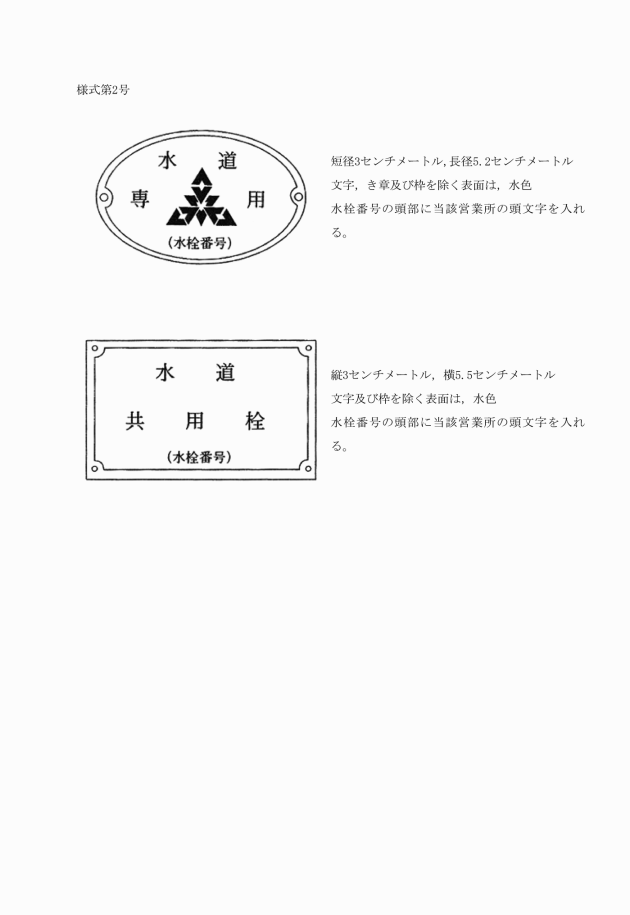 様式第2号
水　道
専　用
(水栓番号)
短径3センチメートル,長径5.2センチメートル
文字，き章及び枠を除く表面は，水色
水栓番号の頭部に当該営業所の頭文字を入れ
る。
水　道
共　用　栓
(水栓番号)
縦3センチメートル，横5.5センチメートル
文字及び枠を除く表面は，水色
水栓番号の頭部に当該営業所の頭文字を入れ
る。